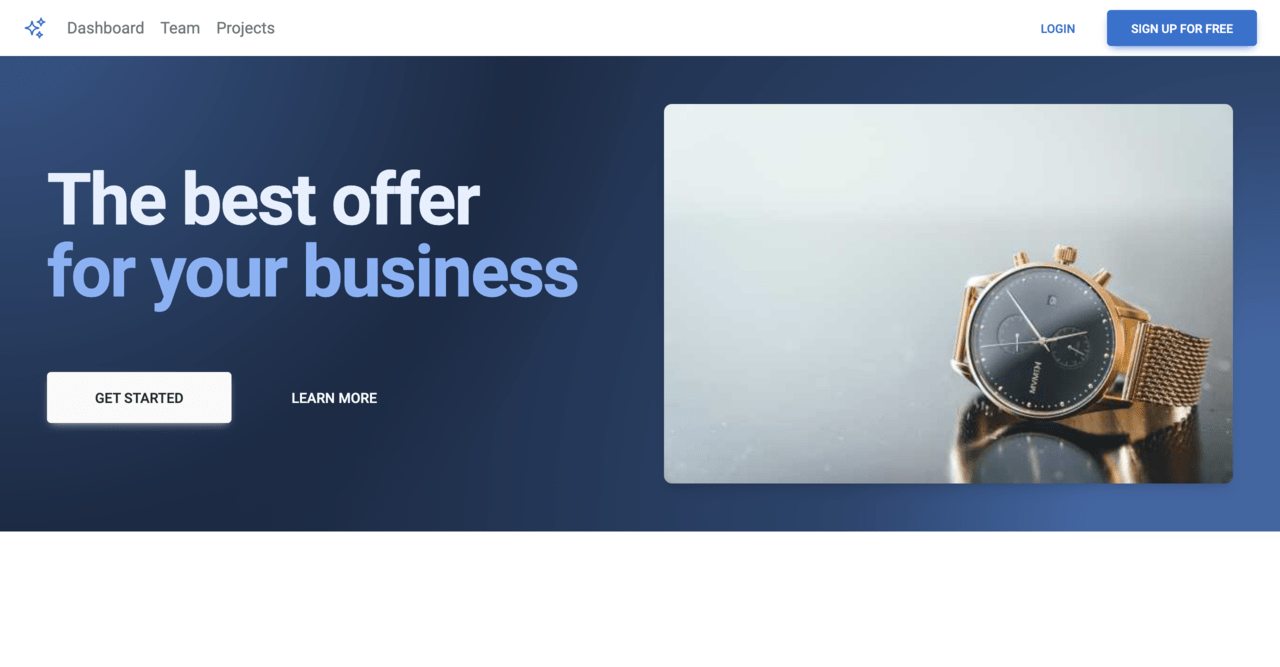 Dashboard Team Projects LOGIN SIGN UP FOR FREE
The best offer
for your business
GET STARTED LEARN MORE
MVMT